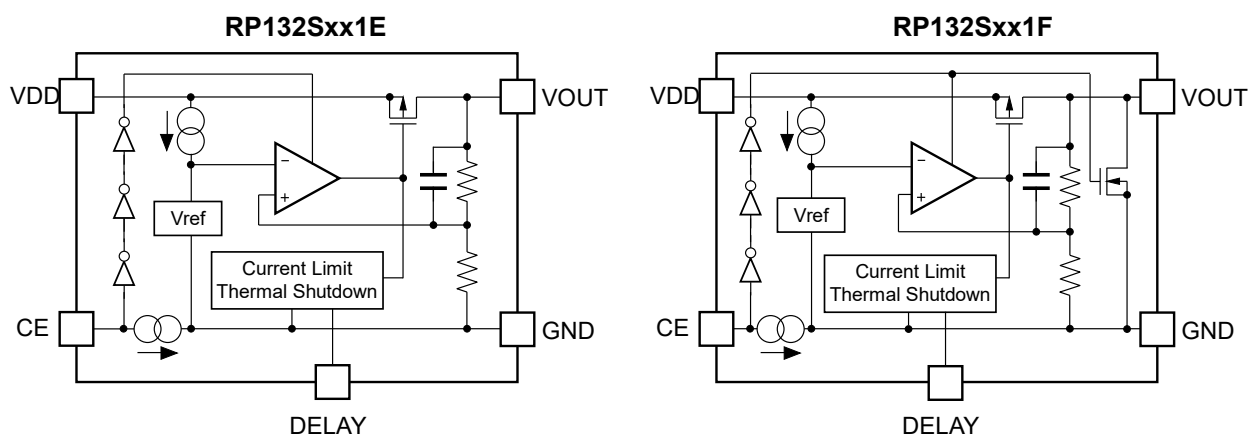 RP132Sxx1E
VDD
VOUT
−
+
Vref
Current Limit
Thermal Shutdown
CE
GND
DELAY
RP132Sxx1F
VDD
VOUT
−
+
Vref
Current Limit
Thermal Shutdown
CE
GND
DELAY